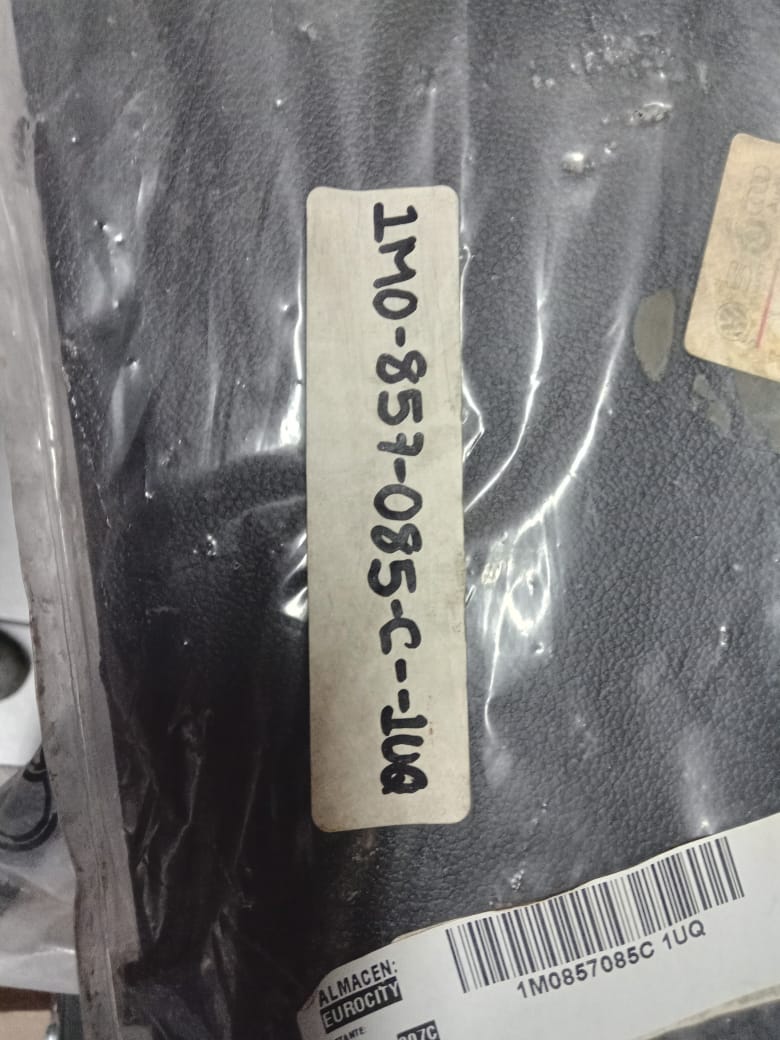 1M0-857-085-C--1UQ
1M0857085C 1UQ
ALMACEN:
EUROCITY